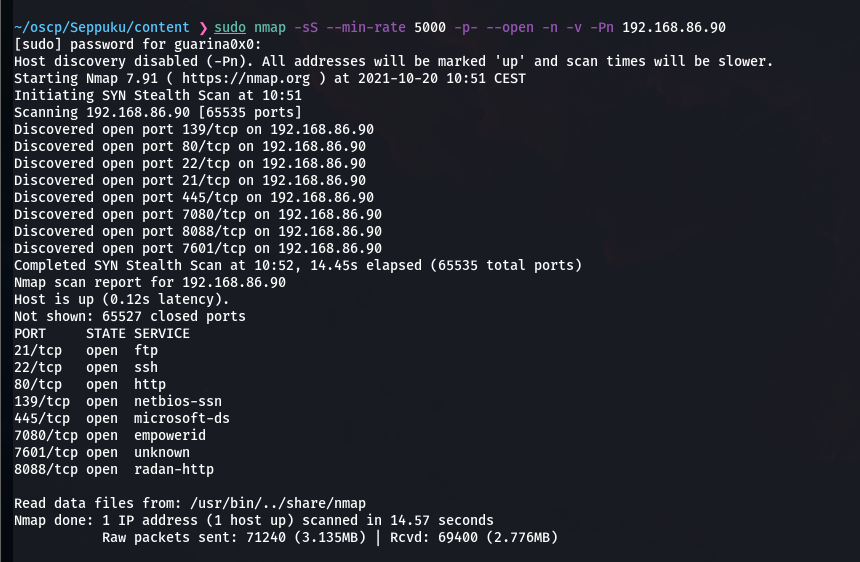 ~/oscp/Seppuku/content ❯ sudo nmap -sS --min-rate 5000 -p- --open -n -v -Pn 192.168.86.90
[sudo] password for guarina0x0:
Host discovery disabled (-Pn). All addresses will be marked 'up' and scan times will be slower.
Starting Nmap 7.91 ( https://nmap.org ) at 2021-10-20 10:51 CEST
Initiating SYN Stealth Scan at 10:51
Scanning 192.168.86.90 [65535 ports]
Discovered open port 139/tcp on 192.168.86.90
Discovered open port 80/tcp on 192.168.86.90
Discovered open port 22/tcp on 192.168.86.90
Discovered open port 21/tcp on 192.168.86.90
Discovered open port 445/tcp on 192.168.86.90
Discovered open port 7080/tcp on 192.168.86.90
Discovered open port 8088/tcp on 192.168.86.90
Discovered open port 7601/tcp on 192.168.86.90
Completed SYN Stealth Scan at 10:52, 14.45s elapsed (65535 total ports)
Nmap scan report for 192.168.86.90
Host is up (0.12s latency).
Not shown: 65527 closed ports
PORT     STATE SERVICE
21/tcp   open  ftp
22/tcp   open  ssh
80/tcp   open  http
139/tcp  open  netbios-ssn
445/tcp  open  microsoft-ds
7080/tcp open  empowerid
7601/tcp open  unknown
8088/tcp open  radan-http
Read data files from: /usr/bin/../share/nmap
Nmap done: 1 IP address (1 host up) scanned in 14.57 seconds
           Raw packets sent: 71240 (3.135MB) | Rcvd: 69400 (2.776MB)